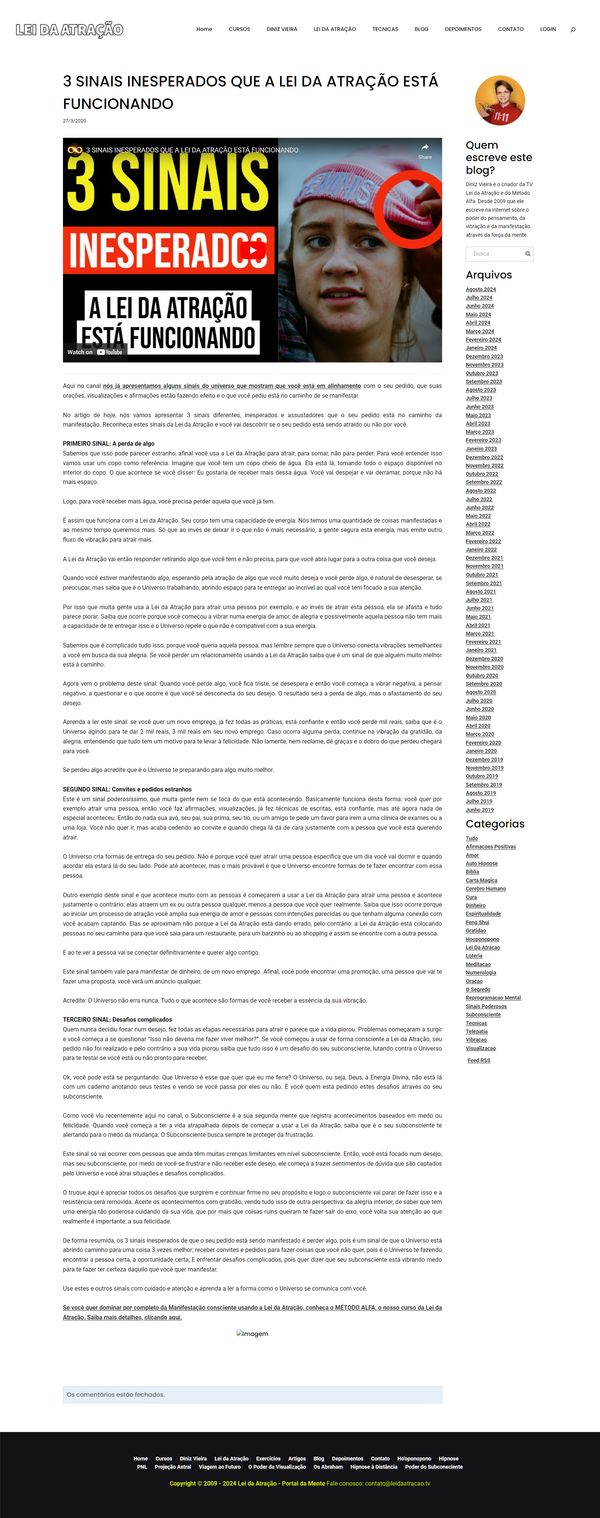 LEI DA ATRAÇÃO
Home CURSOS DINIZ VIEIRA LEI DA ATRAÇÃO TECNICAS BLOG DEPOIMENTOS CONTATO LOGIN
3 SINAIS INESPERADOS QUE A LEI DA ATRAÇÃO ESTÁ
FUNCIONANDO
27/3/2020
3 SINAIS INESPERADOS QUE A LEI DA ATRAÇÃO ESTÁ FUNCIONANDO
Share
3 SINAIS
INESPERADOS
A LEI DA ATRAÇÃO
ESTÁ FUNCIONANDO
Watch on YouTube
Aqui no canal nós já apresentamos alguns sinais do universo que mostram que você está em alinhamento com o seu pedido, que suas
orações, visualizações e afirmações estão fazendo efeito e o que você pediu está no caminho de se manifestar.
No artigo de hoje, nós vamos apresentar 3 sinais diferentes, inesperados e assustadores que o seu pedido está no caminho da
manifestação. Reconheça estes sinais da Lei da Atração e você vai descobrir se o seu pedido está sendo atraído ou não por você.
PRIMEIRO SINAL: A perda de algo
Sabemos que isso pode parecer estranho, afinal você usa a Lei da Atração para atrair, para somar, não para perder. Para você entender isso
vamos usar um copo como referência. Imagine que você tem um copo cheio de água. Ela está lá, tomando todo o espaço disponível no
interior do copo. O que acontece se você disser: Eu gostaria de receber mais dessa água. Você vai despejar e vai derramar, porque não há
mais espaço.
Logo, para você receber mais água, você precisa perder aquela que você já tem.
É assim que funciona com a Lei da Atração. Seu corpo tem uma capacidade de energia. Nós temos uma quantidade de coisas manifestadas e
ao mesmo tempo queremos mais. Só que ao invés de deixar ir o que não é mais necessário, a gente segura esta energia, mas emite outro
fluxo de vibração para atrair mais.
A Lei da Atração vai então responder retirando algo que você tem e não precisa, para que você abra lugar para a outra coisa que você deseja.
Quando você estiver manifestando algo, esperando pela atração de algo que você muito deseja e você perde algo, é natural de desesperar, se
preocupar, mas saiba que é o Universo trabalhando, abrindo espaço para te entregar ao incrível ao qual você tem focado a sua atenção.
Por isso que muita gente usa a Lei da Atração para atrair uma pessoa por exemplo, e ao invés de atrair esta pessoa, ela se afasta e tudo
parece piorar. Saiba que ocorre porque você começou a vibrar numa energia de amor, de alegria e possivelmente aquela pessoa não tem mais
a capacidade de te entregar isso e o Universo repele o que não é compatível com a sua energia.
Sabemos que é complicado tudo isso, porque você queria aquela pessoa, mas lembre sempre que o Universo conecta vibrações semelhantes
a você em busca da sua alegria. Se você perder um relacionamento usando a Lei da Atração saiba que é um sinal de que alguém muito melhor
está à caminho.
Agora vem o problema deste sinal: Quando você perde algo, você fica triste, se desespera e então você começa a vibrar negativa, a pensar
negativo, a questionar e o que ocorre é que você se desconecta do seu desejo. O resultado será a perda de algo, mas o afastamento do seu
desejo.
Aprenda a ler este sinal: se você quer um novo emprego, já fez todas as práticas, está confiante e então você perde mil reais, saiba que é o
Universo agindo para te dar 2 mil reais, 3 mil reais em seu novo emprego. Caso ocorra alguma perda, continue na vibração da gratidão, da
alegria, entendendo que tudo tem um motivo para te levar à felicidade. Não lamente, nem reclame, dê graças e o dobro do que perdeu chegará
para você.
Se perdeu algo acredite que é o Universo te preparando para algo muito melhor.
SEGUNDO SINAL: Convites e pedidos estranhos
Este é um sinal poderosíssimo, que muita gente nem se toca do que está acontecendo. Basicamente funciona desta forma: você quer por
exemplo atrair uma pessoa, então você faz afirmações, visualizações, já fez técnicas de escritas, está confiante, mas até agora nada de
especial aconteceu. Então do nada sua avó, seu pai, sua prima, seu tio, ou um amigo te pede um favor para irem a uma clínica de exames ou a
uma loja. Você não quer ir, mas acaba cedendo ao convite e quando chega lá dá de cara justamente com a pessoa que você está querendo
atrair.
O Universo cria formas de entrega do seu pedido. Não é porque você quer atrair uma pessoa específica que um dia você vai dormir e quando
acordar ela estará lá do seu lado. Pode até acontecer, mas o mais provável é que o Universo encontre formas de te fazer encontrar com essa
pessoa.
Outro exemplo deste sinal e que acontece muito com as pessoas é começarem a usar a Lei da Atração para atrair uma pessoa e acontece
justamente o contrário: elas atraem um ex ou outra pessoa qualquer, menos a pessoa que você quer realmente. Saiba que isso ocorre porque
ao iniciar um processo de atração você amplia sua energia de amor e pessoas com intenções parecidas ou que tenham alguma conexão com
você acabam captando. Elas se aproximam não porque a Lei da Atração está dando errado, pelo contrário: a Lei da Atração está colocando
pessoas no seu caminho para que você saia para um restaurante, para um barzinho ou ao shopping e assim se encontre com a outra pessoa.
E ao te ver a pessoa vai se conectar definitivamente e querer algo contigo.
Este sinal também vale para manifestar de dinheiro, de um novo emprego. Afinal, você pode encontrar uma promoção, uma pessoa que vai te
fazer uma proposta, você verá um anúncio qualquer.
Acredite: O Universo não erra nunca. Tudo o que acontece são formas de você receber a essência da sua vibração.
TERCEIRO SINAL: Desafios complicados
Quem nunca decidiu focar num desejo, fez todas as etapas necessárias para atrair e parece que a vida piorou. Problemas começaram a surgir
e você começa a se questionar “Isso não deveria me fazer viver melhor?”. Se você começou a usar de forma consciente a Lei da Atração, seu
pedido não foi realizado e pelo contrário a sua vida piorou saiba que tudo isso é um desafio do seu subconsciente, lutando contra o Universo
para te testar se você está ou não pronto para receber.
Ok, você pode está se perguntando: Que Universo é esse que quer que eu me ferre? O Universo, ou seja, Deus, a Energia Divina, não está lá
com um caderno anotando seus testes e vendo se você passa por eles ou não. É você quem está pedindo estes desafios através do seu
subconsciente.
Como você viu recentemente aqui no canal, o Subconsciente é a sua segunda mente que registra acontecimentos baseados em medo ou
felicidade. Quando você começa a ter a vida atrapalhada depois de começar a usar a Lei da Atração, saiba que é o seu subconsciente te
alertando para o medo da mudança. O Subconsciente busca sempre te proteger da frustração.
Este sinal só vai ocorrer com pessoas que ainda têm muitas crenças limitantes em nível subconsciente. Então, você está focado num desejo,
mas seu subconsciente, por medo de você se frustrar e não receber este desejo, ele começa a trazer sentimentos de dúvida que são captados
pelo Universo e você atrai situações e desafios complicados.
O truque aqui é apreciar todos os desafios que surgirem e continuar firme no seu propósito e logo o subconsciente vai parar de fazer isso e a
resistência será removida. Aceite os acontecimentos com gratidão, vendo tudo isso de outra perspectiva: da alegria interior, de saber que tem
uma energia tão poderosa cuidando da sua vida, que por mais que coisas ruins queiram te fazer sair do eixo, você volta sua atenção ao que
realmente é importante: a sua felicidade.
De forma resumida, os 3 sinais inesperados de que o seu pedido está sendo manifestado é perder algo, pois é um sinal de que o Universo está
abrindo caminho para uma coisa 3 vezes melhor; receber convites e pedidos para fazer coisas que você não quer, pois é o Universo te fazendo
encontrar a pessoa certa, a oportunidade certa; E enfrentar desafios complicados, pois quer dizer que seu subconsciente está vibrando medo
para te fazer ter certeza daquilo que você quer manifestar.
Use estes e outros sinais com cuidado e atenção e aprenda a ler a forma como o Universo se comunica com você.
Se você quer dominar por completo da Manifestação consciente usando a Lei da Atração, conheça o MÉTODO ALFA, o nosso curso da Lei da
Atração. Saiba mais detalhes, clicando aqui.
Imagem
Os comentários estão fechados.
11:11
Quem
escreve este
blog?
Diniz Vieira é o criador da TV
Lei da Atração e do Método
Alfa. Desde 2009 que ele
escreve na Internet sobre o
poder do pensamento, da
vibração e da manifestação
através da força da mente.
Busca
Arquivos
Agosto 2024
Julho 2024
Junho 2024
Maio 2024
Abril 2024
Março 2024
Fevereiro 2024
Janeiro 2024
Dezembro 2023
Novembro 2023
Outubro 2023
Setembro 2023
Agosto 2023
Julho 2023
Junho 2023
Maio 2023
Abril 2023
Março 2023
Fevereiro 2023
Janeiro 2023
Dezembro 2022
Novembro 2022
Outubro 2022
Setembro 2022
Agosto 2022
Julho 2022
Junho 2022
Maio 2022
Abril 2022
Março 2022
Fevereiro 2022
Janeiro 2022
Dezembro 2021
Novembro 2021
Outubro 2021
Setembro 2021
Agosto 2021
Julho 2021
Junho 2021
Maio 2021
Abril 2021
Março 2021
Fevereiro 2021
Janeiro 2021
Dezembro 2020
Novembro 2020
Outubro 2020
Setembro 2020
Agosto 2020
Julho 2020
Junho 2020
Maio 2020
Abril 2020
Março 2020
Fevereiro 2020
Janeiro 2020
Dezembro 2019
Novembro 2019
Outubro 2019
Setembro 2019
Agosto 2019
Julho 2019
Junho 2019
Categorias
Tudo
Afirmacoes Positivas
Amor
Auto Hipnose
Biblia
Carta Magica
Cerebro Humano
Cura
Dinheiro
Espiritualidade
Feng Shui
Gratidao
Hooponopono
Lei Da Atracao
Loteria
Meditacao
Numerologia
Oracao
O Segredo
Reprogramacao Mental
Sinais Poderosos
Subconsciente
Tecnicas
Telepatia
Vibracao
Visualizacao
Feed RSS
Home Cursos Diniz Vieira Lei da Atração Exercícios Artigos Blog Depoimentos Contato Ho'oponopono Hipnose
PNL Projeção Astral Viagem ao Futuro O Poder da Visualização Os Abraham Hipnose à Distância Poder do Subconsciente
Copyright © 2009 - 2024 Lei da Atração - Portal da Mente Fale conosco: contato@leidaatracao.tv